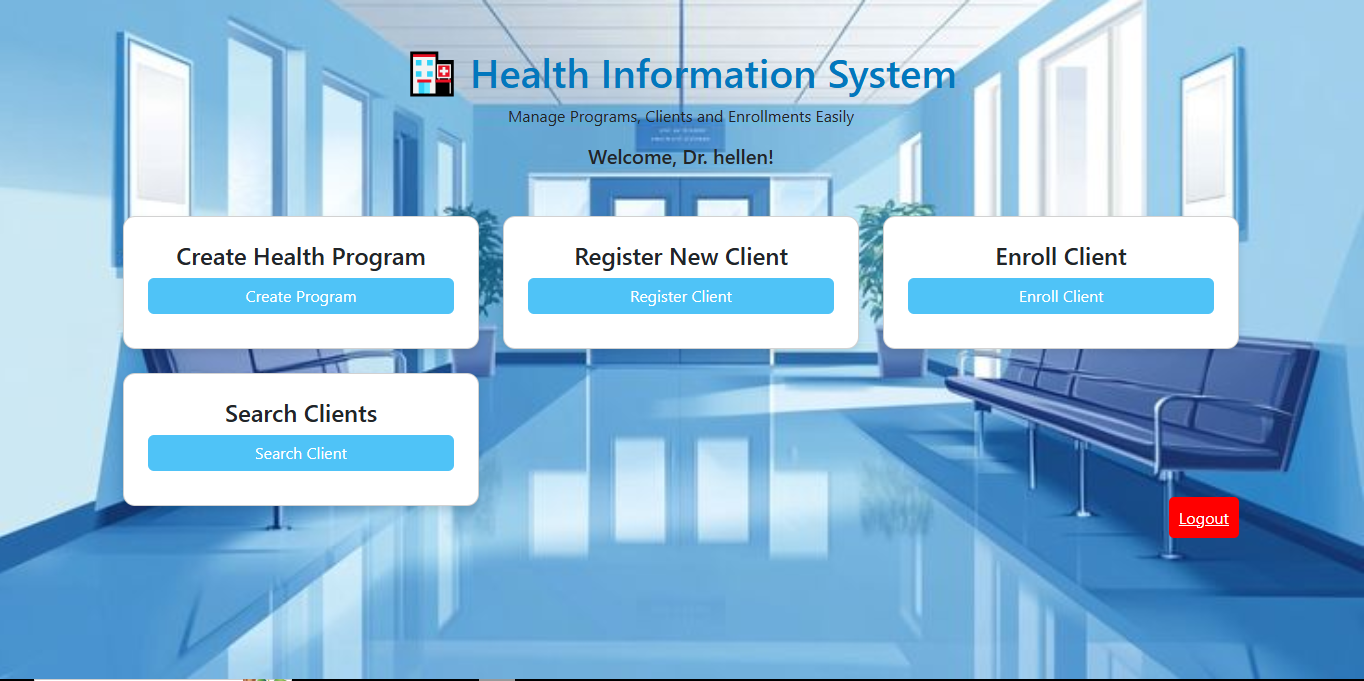 Health Information System
Manage Programs, Clients and Enrollments Easily
Welcome, Dr. hellen!
Create Health Program
Create Program
Register New Client
Register Client
Enroll Client
Enroll Client
Search Clients
Search Client
Logout